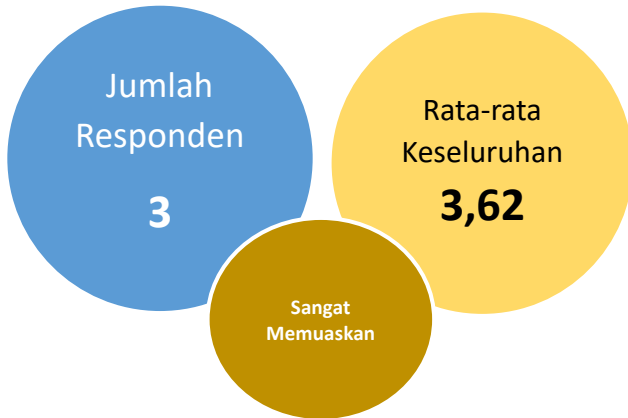 Jumlah
Responden
3
Rata-rata
Keseluruhan
3,62
Sangat
Memuaskan